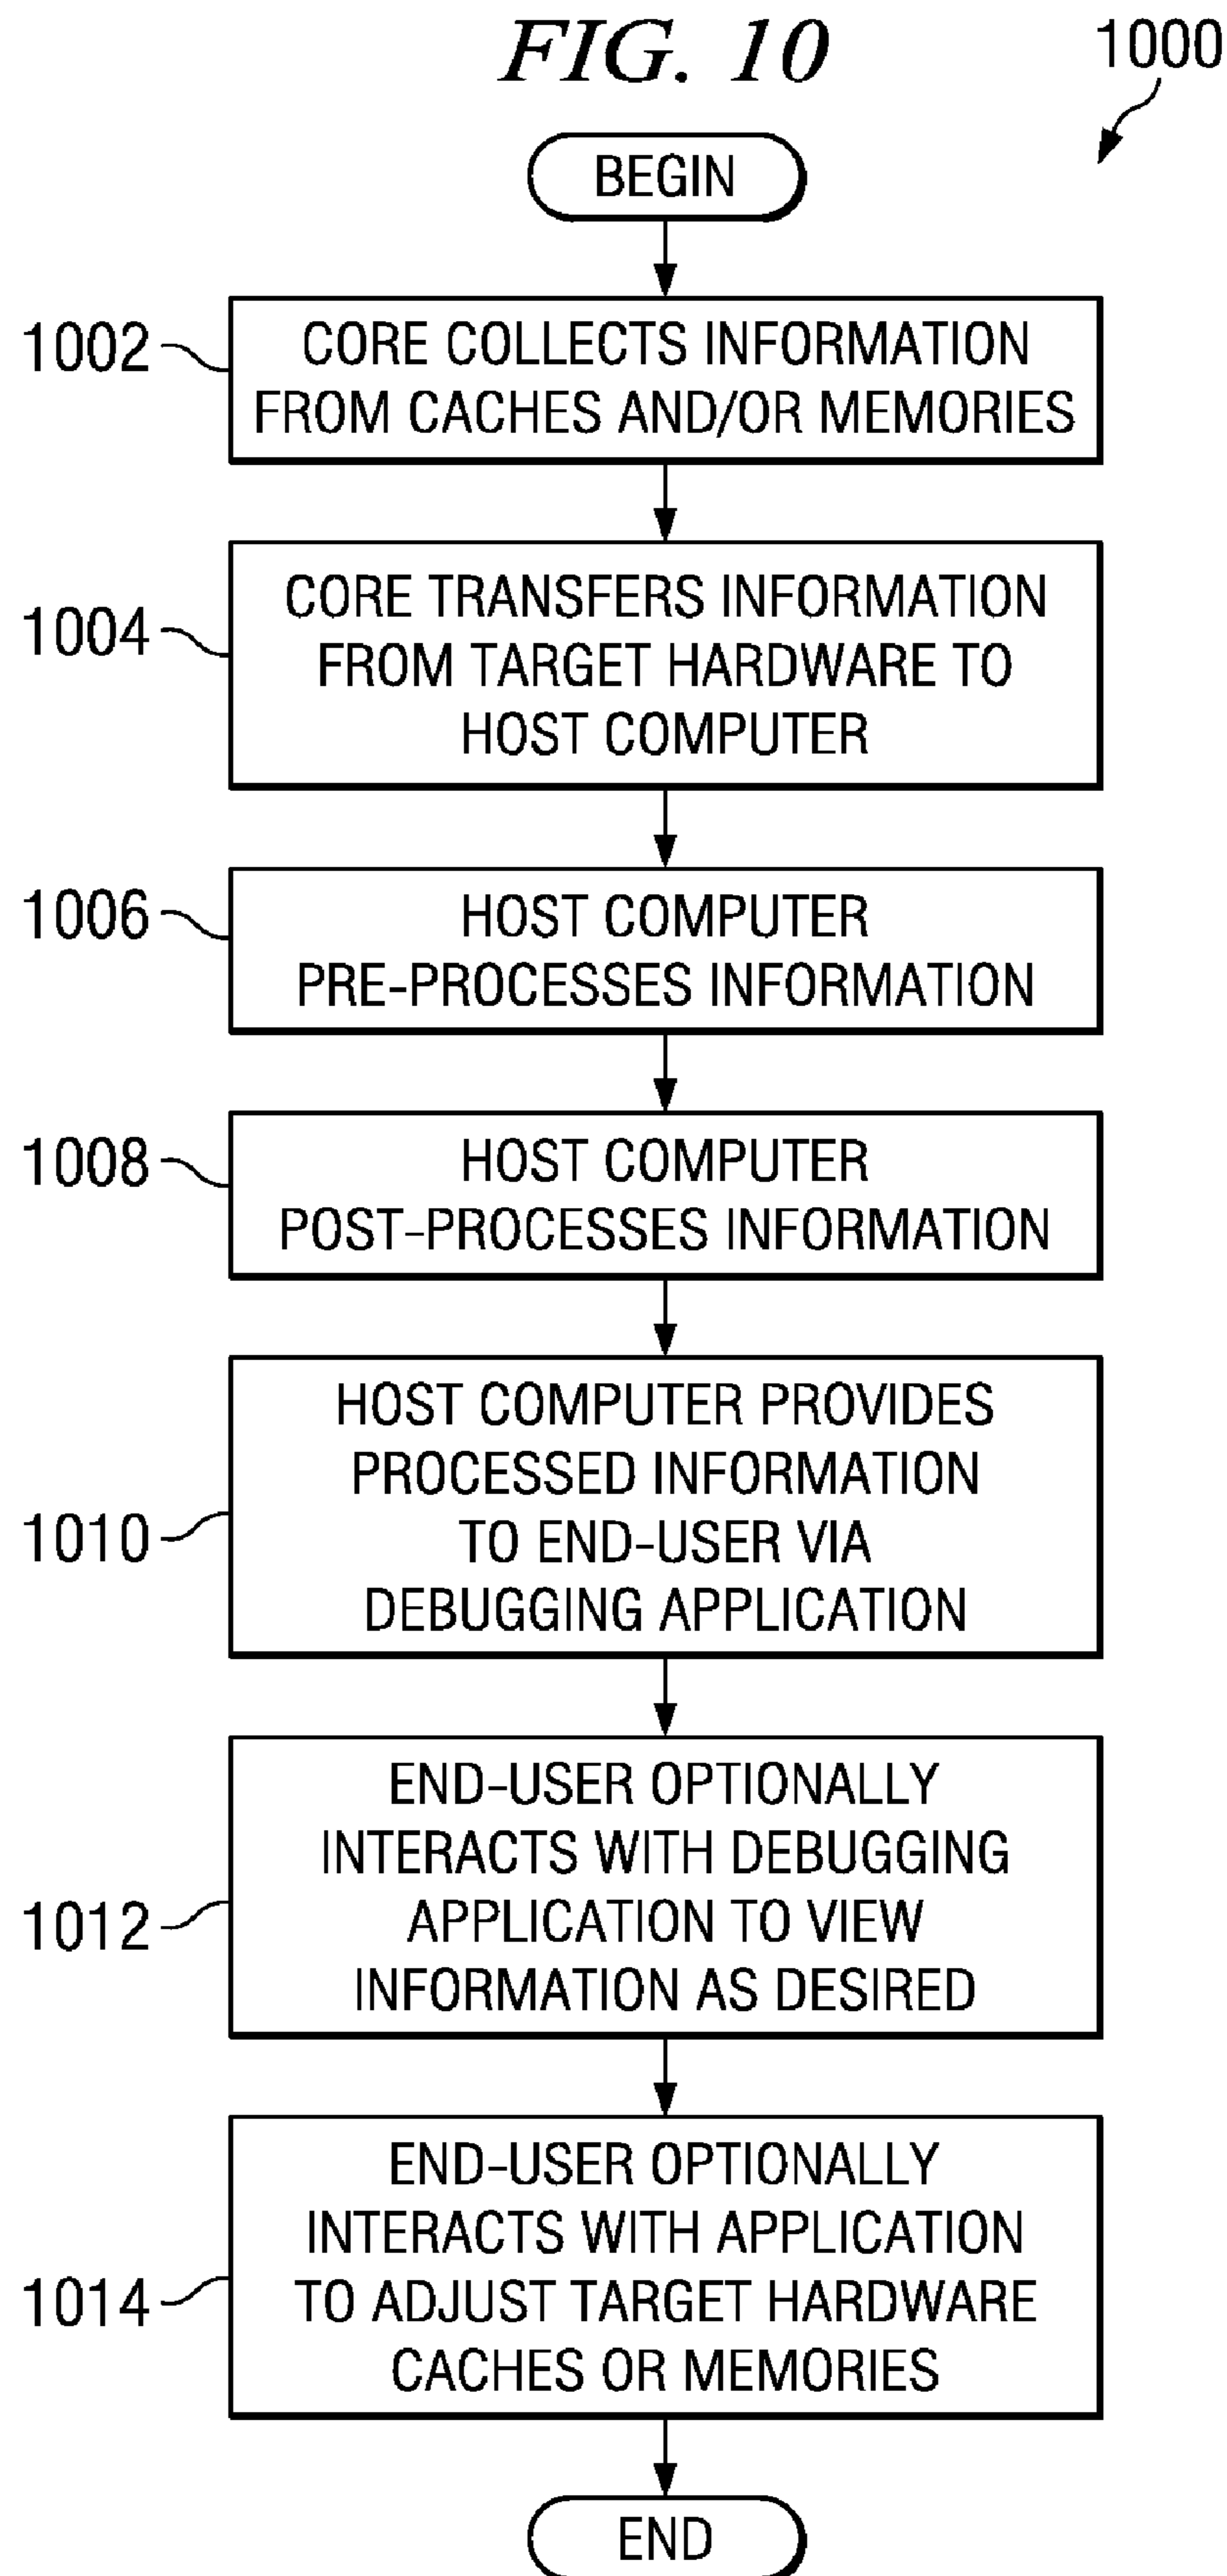 FIG. 10
1000
BEGIN
1002
CORE COLLECTS INFORMATION
FROM CACHES AND/OR MEMORIES
1004
CORE TRANSFERS INFORMATION
FROM TARGET HARDWARE TO
HOST COMPUTER
1006
HOST COMPUTER
PRE-PROCESSES INFORMATION
1008
HOST COMPUTER
POST-PROCESSES INFORMATION
1010
HOST COMPUTER PROVIDES
PROCESSED INFORMATION
TO END-USER VIA
DEBUGGING APPLICATION
1012
END-USER OPTIONALLY
INTERACTS WITH DEBUGGING
APPLICATION TO VIEW
INFORMATION AS DESIRED
1014
END-USER OPTIONALLY
INTERACTS WITH APPLICATION
TO ADJUST TARGET HARDWARE
CACHES OR MEMORIES
END